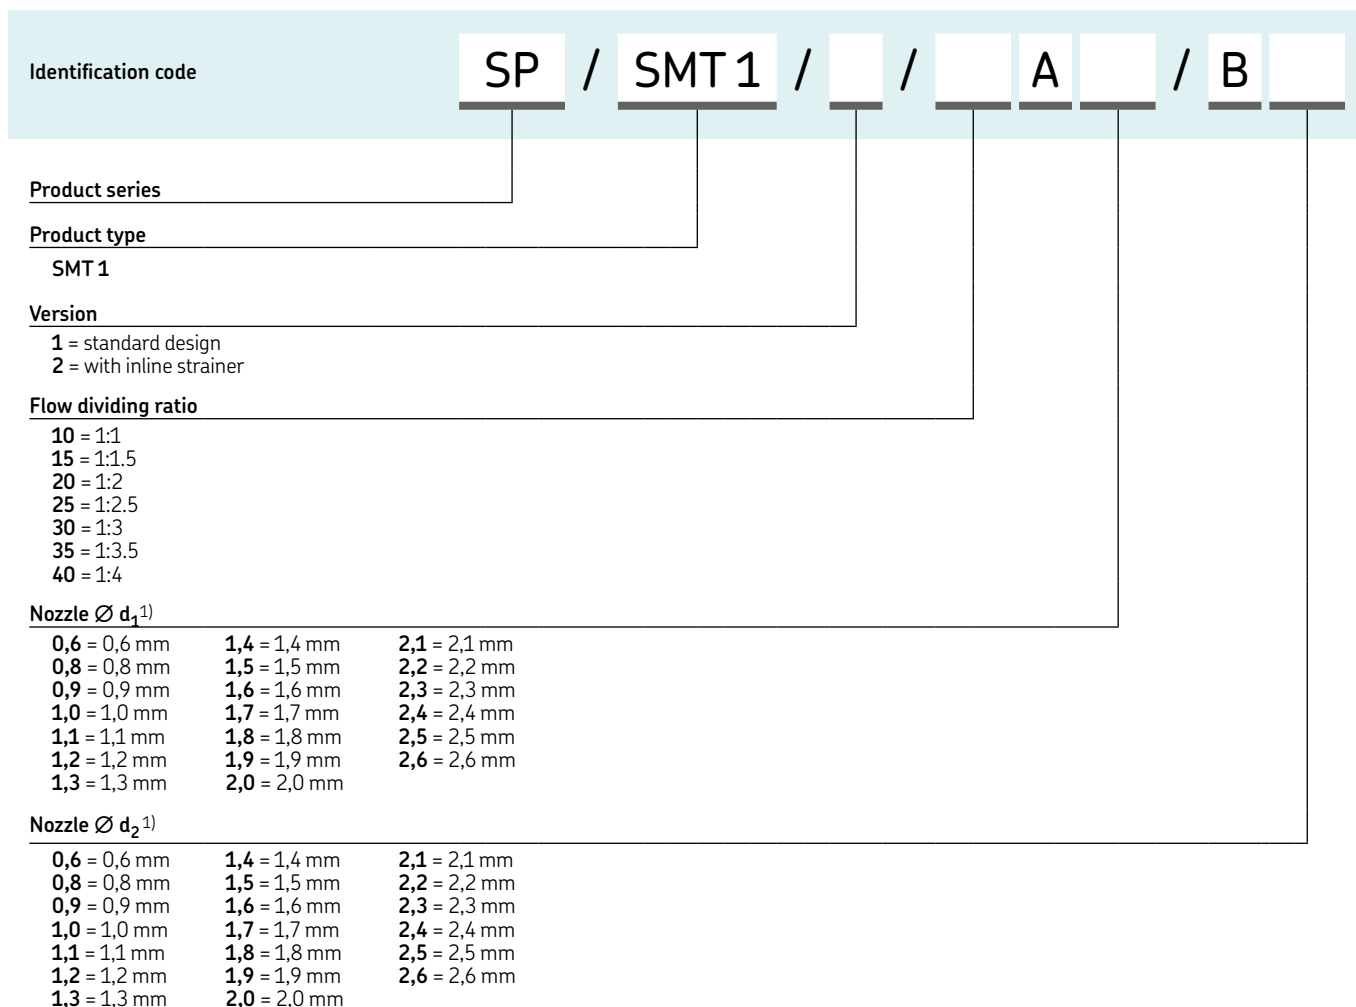 Identification code SP / SMT 1 / / A / B
Product series
Product type
SMT 1
Version
1 = standard design
2 = with inline strainer
Flow dividing ratio
10 = 1:1
15 = 1:1.5
20 = 1:2
25 = 1:2.5
30 = 1:3
35 = 1:3.5
40 = 1:4
Nozzle Ø d₁¹⁾
0,6 = 0,6 mm 1,4 = 1,4 mm 2,1 = 2,1 mm
0,8 = 0,8 mm 1,5 = 1,5 mm 2,2 = 2,2 mm
0,9 = 0,9 mm 1,6 = 1,6 mm 2,3 = 2,3 mm
1,0 = 1,0 mm 1,7 = 1,7 mm 2,4 = 2,4 mm
1,1 = 1,1 mm 1,8 = 1,8 mm 2,5 = 2,5 mm
1,2 = 1,2 mm 1,9 = 1,9 mm 2,6 = 2,6 mm
1,3 = 1,3 mm 2,0 = 2,0 mm
Nozzle Ø d₂¹⁾
0,6 = 0,6 mm 1,4 = 1,4 mm 2,1 = 2,1 mm
0,8 = 0,8 mm 1,5 = 1,5 mm 2,2 = 2,2 mm
0,9 = 0,9 mm 1,6 = 1,6 mm 2,3 = 2,3 mm
1,0 = 1,0 mm 1,7 = 1,7 mm 2,4 = 2,4 mm
1,1 = 1,1 mm 1,8 = 1,8 mm 2,5 = 2,5 mm
1,2 = 1,2 mm 1,9 = 1,9 mm 2,6 = 2,6 mm
1,3 = 1,3 mm 2,0 = 2,0 mm